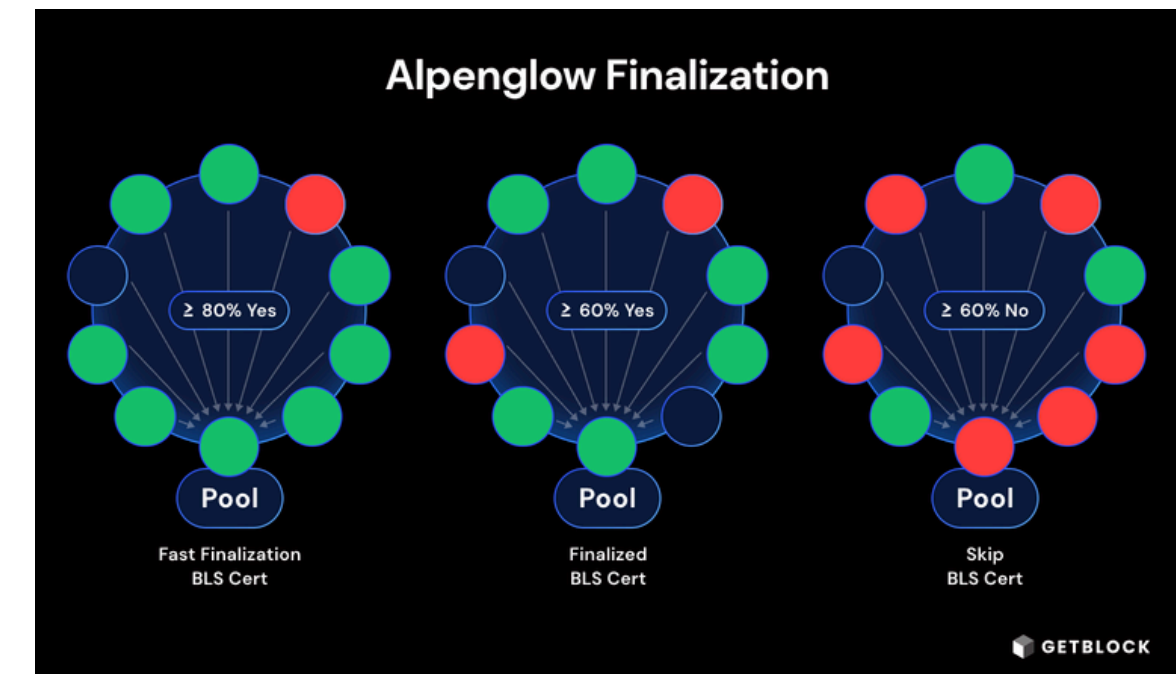 Alpenglow Finalization
≥ 80% Yes
≥ 60% Yes
≥ 60% No
Pool
Pool
Pool
Fast Finalization
BLS Cert
Finalized
BLS Cert
Skip
BLS Cert
GETBLOCK